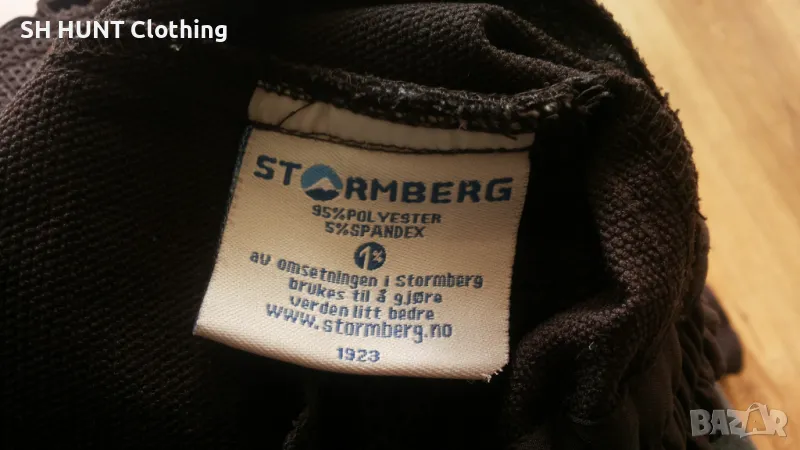 SH HUNT Clothing
STORMBERG
95%POLYESTER
5%SPANDEX
1%
av omsetningen i Stormberg
brukes til å gjøre
verden litt bedre
www.stormberg.no
1923
BAZAR